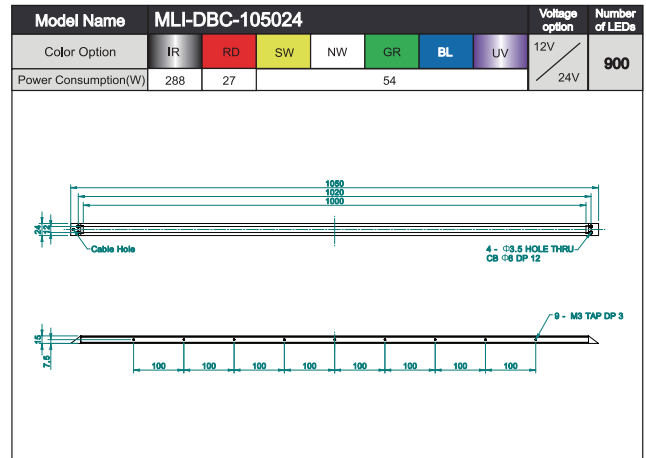 Model Name MLI-DBC-105024 Voltage option Number of LEDs
Color Option IR RD SW NW GR BL UV 12V 24V 900
Power Consumption(W) 288 27 54
1050
1020
1000
24
12
Cable Hole
4 - Φ3.5 HOLE THRU
CB Φ6 DP 12
9 - M3 TAP DP 3
15
7.5
100 100 100 100 100 100 100 100